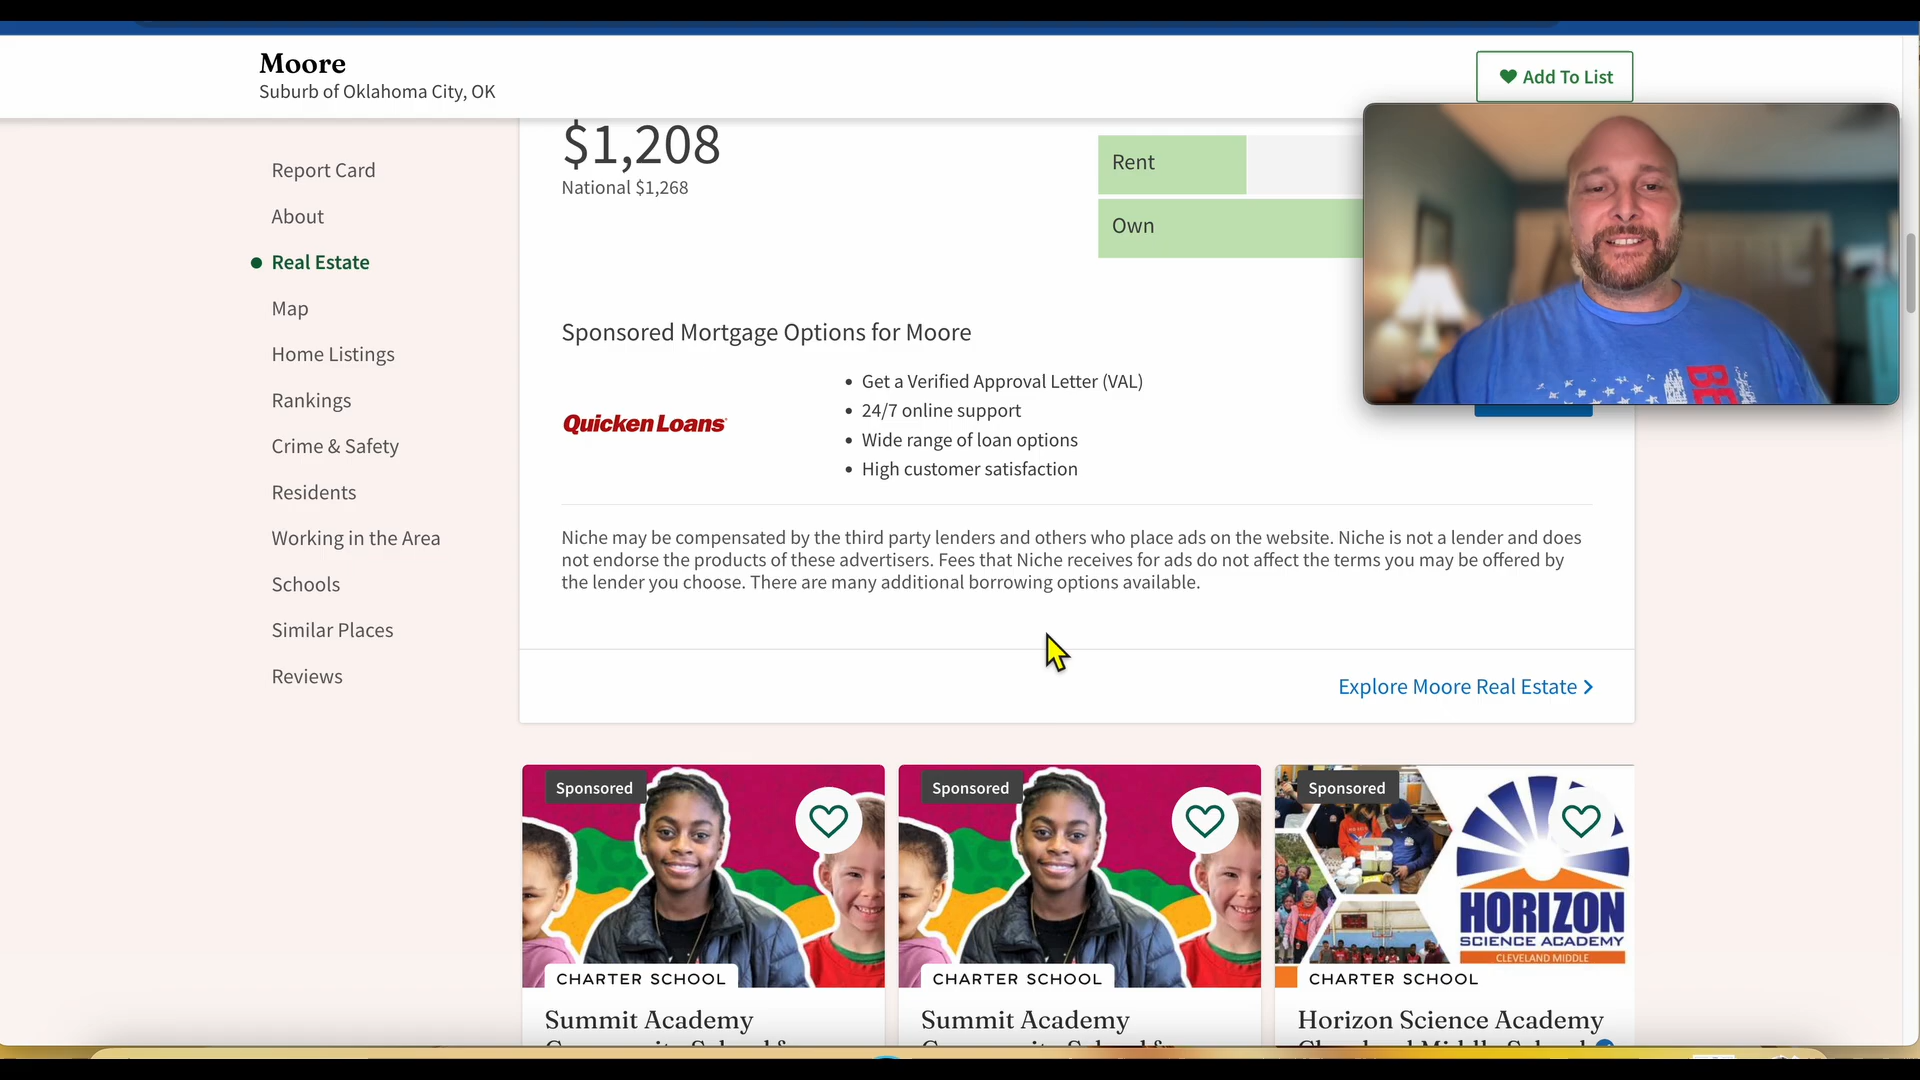 Moore
Suburb of Oklahoma City, OK
Add To List
Report Card
About
Real Estate
Map
Home Listings
Rankings
Crime & Safety
Residents
Working in the Area
Schools
Similar Places
Reviews
$1,208
National $1,268
Rent
Own
Sponsored Mortgage Options for Moore
Quicken Loans
• Get a Verified Approval Letter (VAL)
• 24/7 online support
• Wide range of loan options
• High customer satisfaction
Niche may be compensated by the third party lenders and others who place ads on the website. Niche is not a lender and does
not endorse the products of these advertisers. Fees that Niche receives for ads do not affect the terms you may be offered by
the lender you choose. There are many additional borrowing options available.
Explore Moore Real Estate
Sponsored
CHARTER SCHOOL
Summit Academy
Sponsored
CHARTER SCHOOL
Summit Academy
Sponsored
HORIZON
SCIENCE ACADEMY
CLEVELAND MIDDLE
CHARTER SCHOOL
Horizon Science Academy
Cleveland Middle School